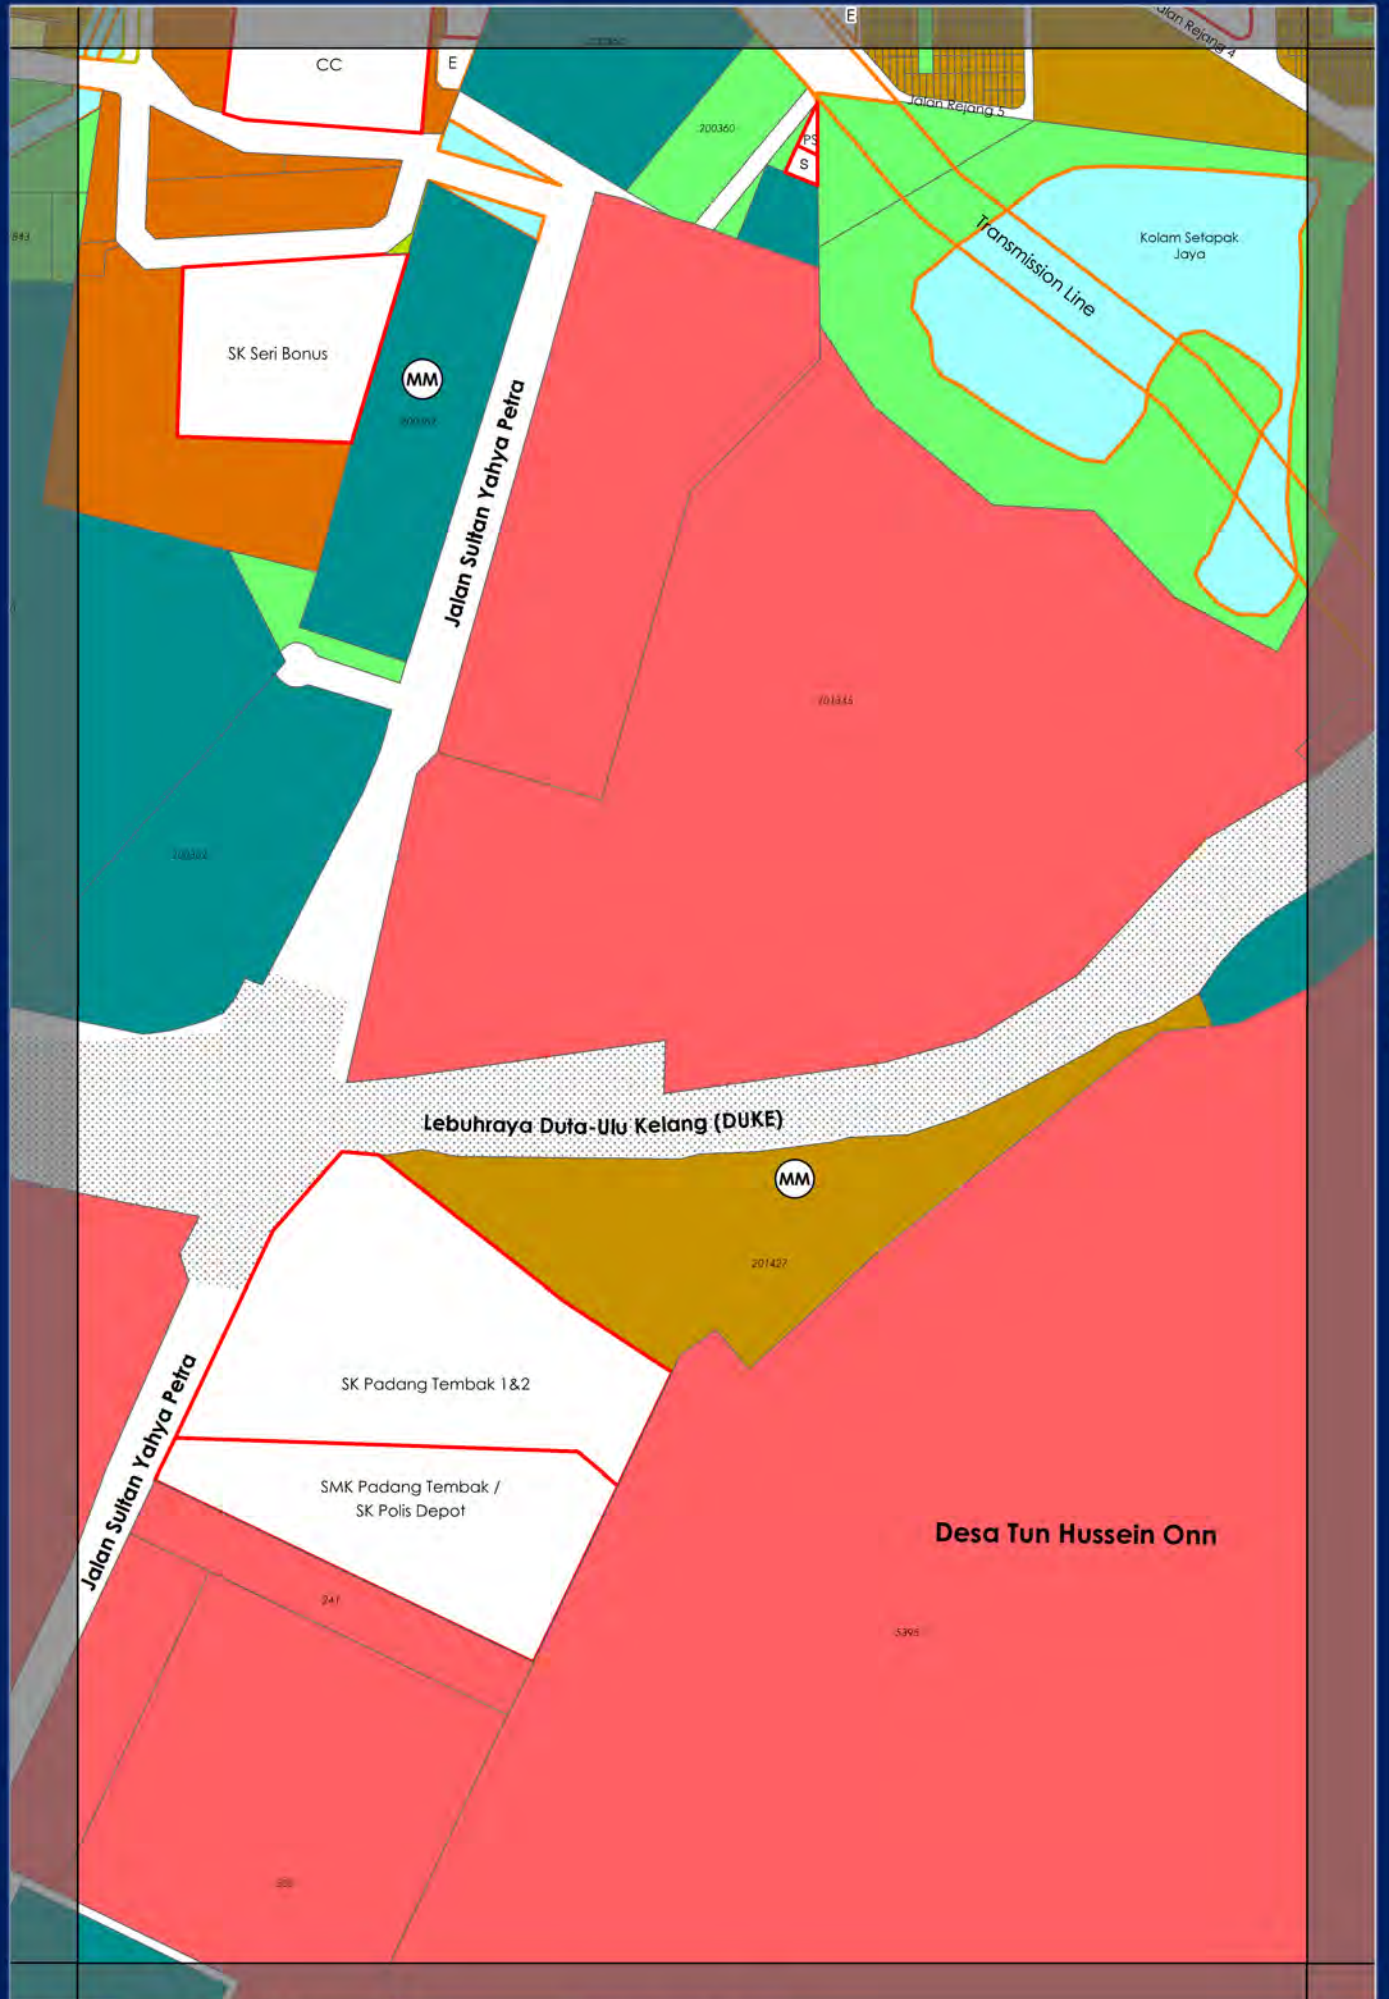 E
Jalan Rejang 4
CC
E
Jalan Rejang 5
200360
PS
S
843
Transmission Line
Kolam Setapak
Jaya
SK Seri Bonus
MM
Jalan Sultan Yahya Petra
Lebuhraya Duta-Ulu Kelang (DUKE)
MM
201427
SK Padang Tembak 1&2
Jalan Sultan Yahya Petra
SMK Padang Tembak /
SK Polis Depot
Desa Tun Hussein Onn
241
5395